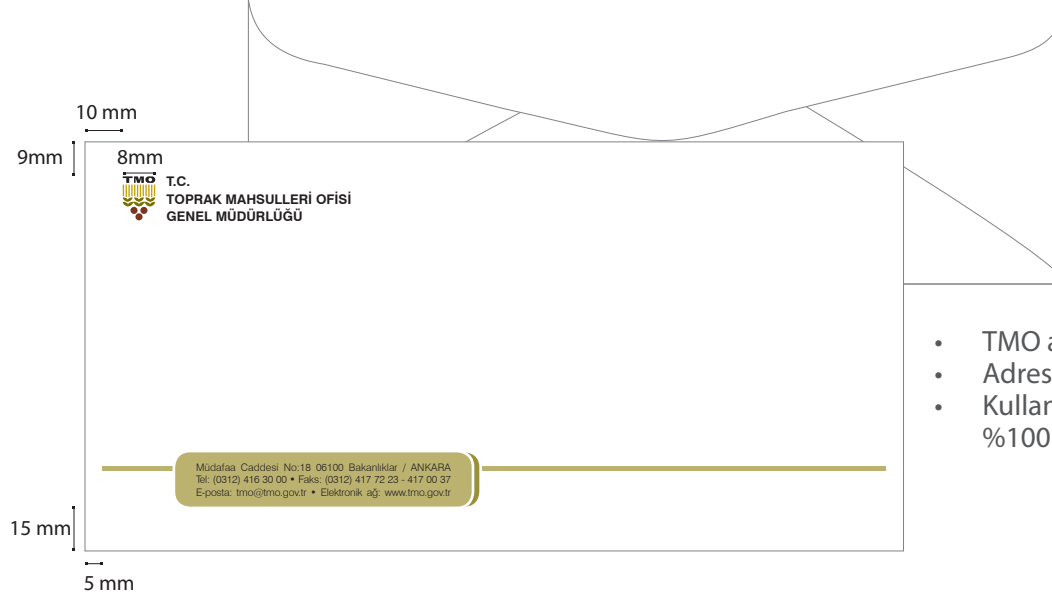 10 mm
9mm
8mm
TMO
T.C.
TOPRAK MAHSULLERİ OFİSİ
GENEL MÜDÜRLÜĞÜ
• TMO
• Adres
•
%100
Müdafaa Caddesi No:18 06100 Bakanlıklar / ANKARA
Tel: (0312) 416 30 00 • Faks: (0312) 417 72 23 - 417 00 37
E-posta: tmo@tmo.gov.tr • Elektronik ağ: www.tmo.gov.tr
15 mm
5 mm